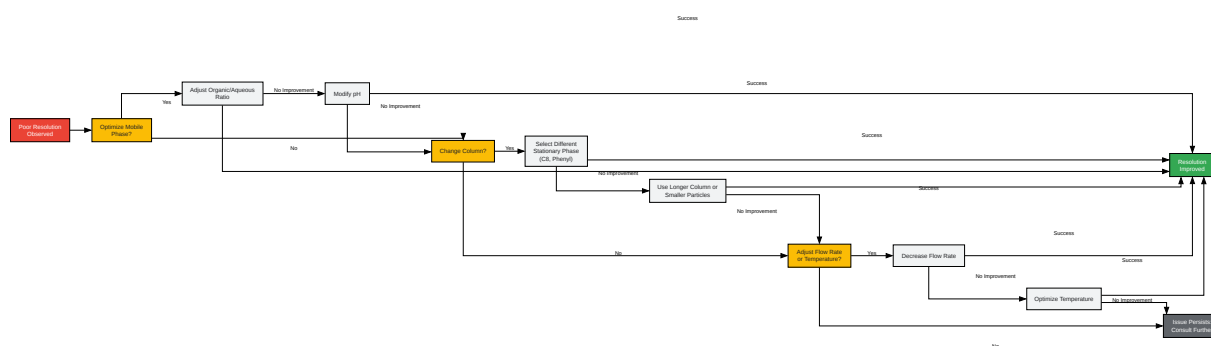 Success
Success
Adjust Organic/Aqueous
Ratio
No Improvement
Modify pH
Yes
No Improvement
Poor Resolution
Observed
Optimize Mobile
Phase?
No
Change Column?
Yes
Select Different
Stationary Phase
(C8, Phenyl)
Success
Resolution
Improved
No Improvement
Use Longer Column or
Smaller Particles
Success
No Improvement
Success
No
Adjust Flow Rate
or Temperature?
Yes
Decrease Flow Rate
Success
No Improvement
Optimize Temperature
No Improvement
Issue Persists
Consult Furthe
No